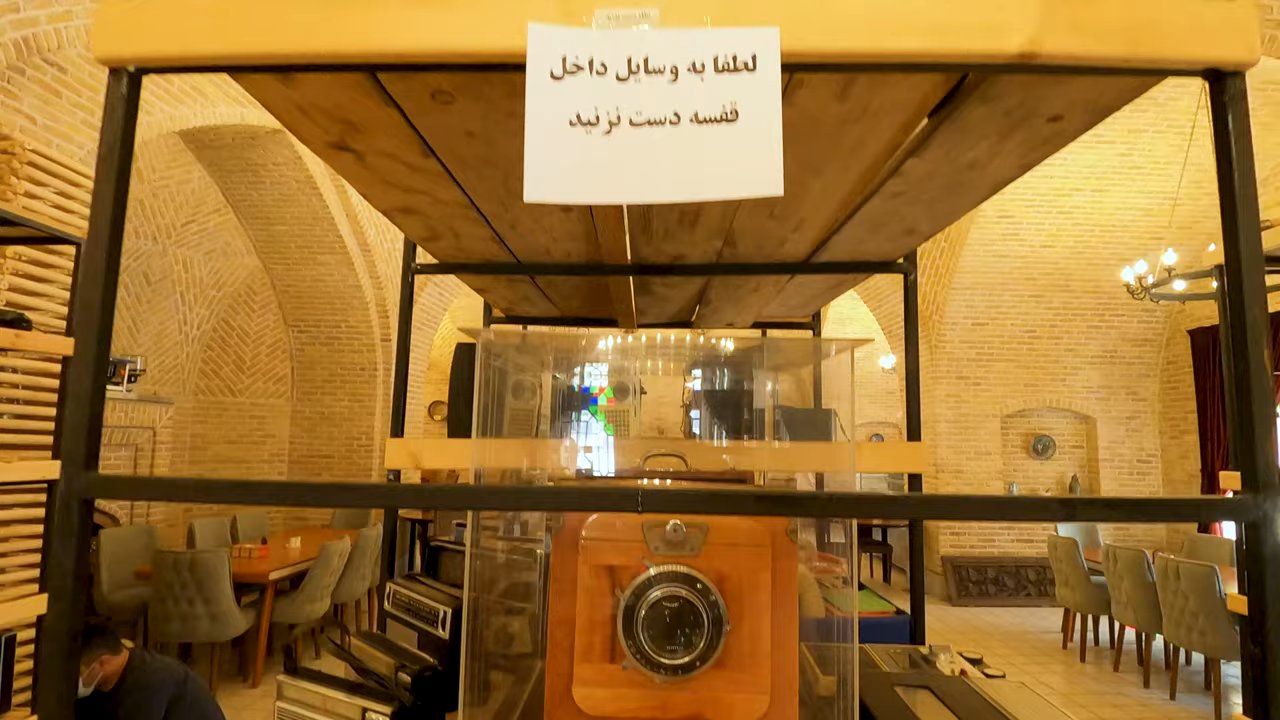 لطفا به وسایل داخل
قفسه دست نزنید